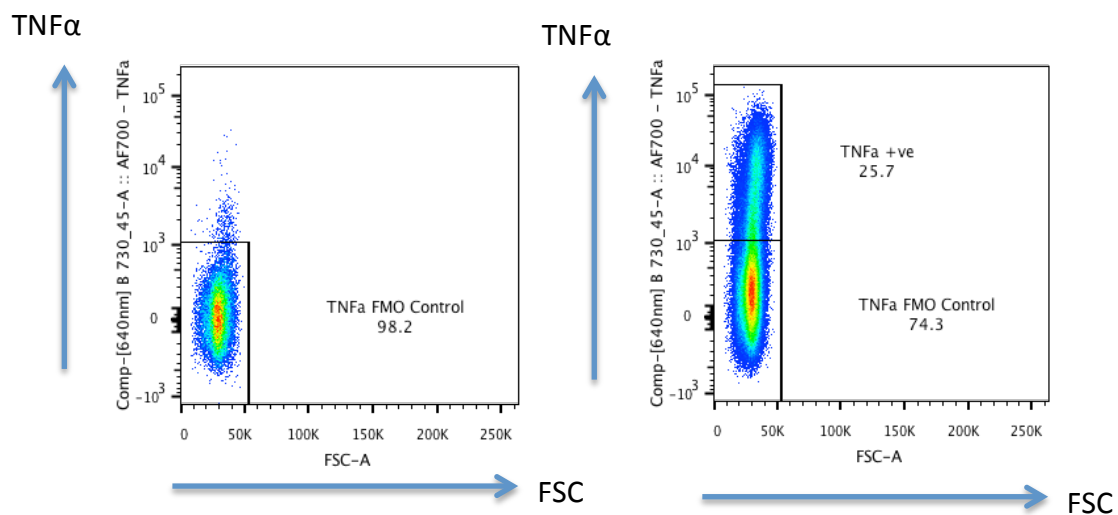 TNFα
Comp-[640nm] B 730_45-A :: AF700 - TNFa
10^5
10^4
10^3
0
-10^3
TNFa FMO Control
98.2
0 50K 100K 150K 200K 250K
FSC-A
FSC
TNFα
Comp-[640nm] B 730_45-A :: AF700 - TNFa
10^5
10^4
10^3
0
-10^3
TNFa +ve
25.7
TNFa FMO Control
74.3
0 50K 100K 150K 200K 250K
FSC-A
FSC